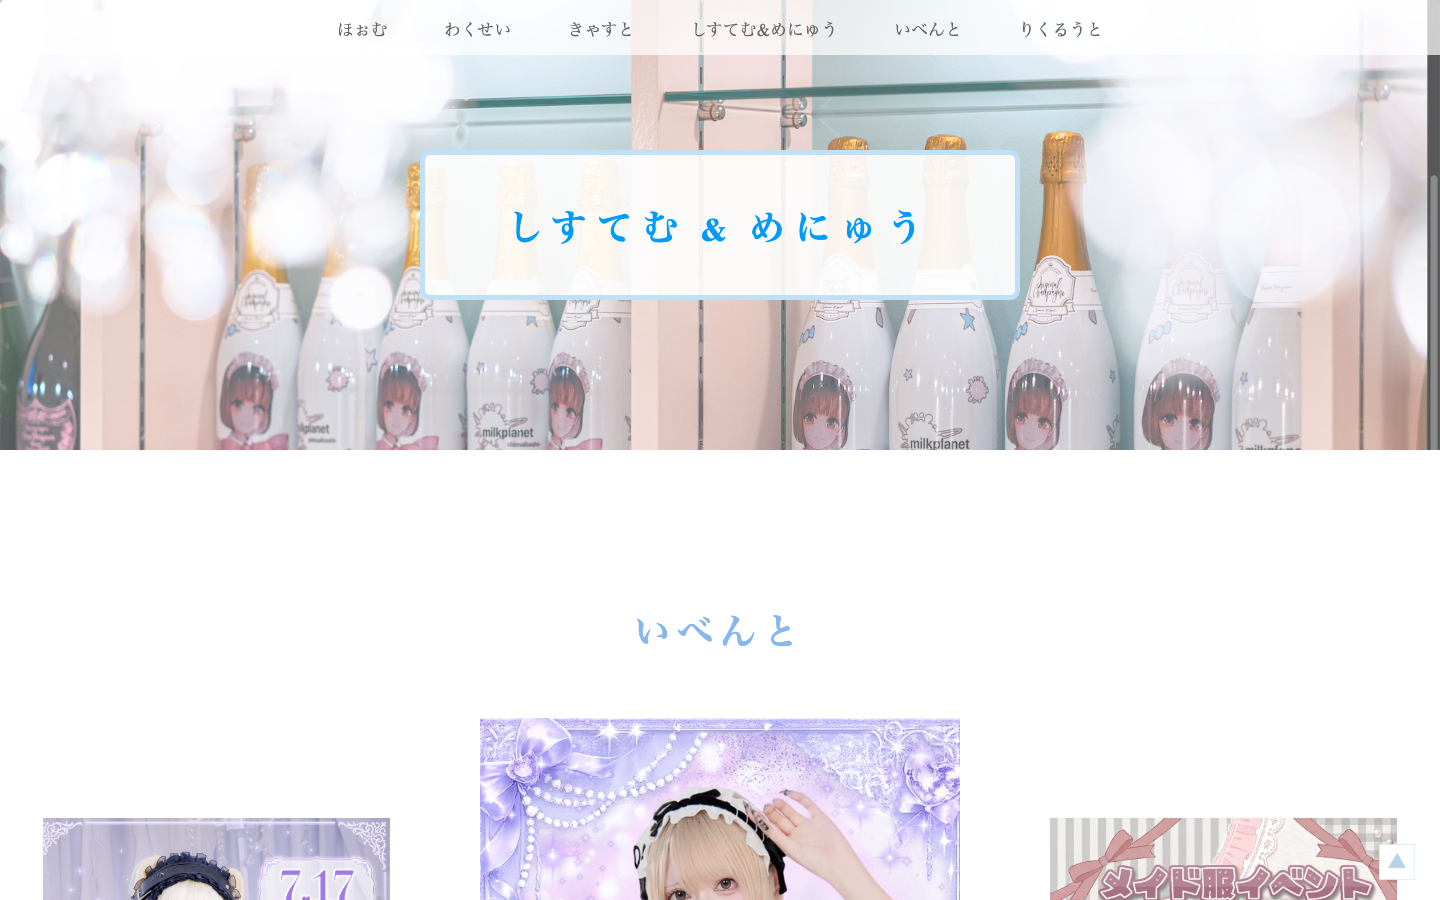 ほぉむ わくせい きゃすと しすてむ&めにゅう いべんと りくるうと
しすてむ & めにゅう
milkplanet
milkplanet
いべんと
7.17
メイド服イベント